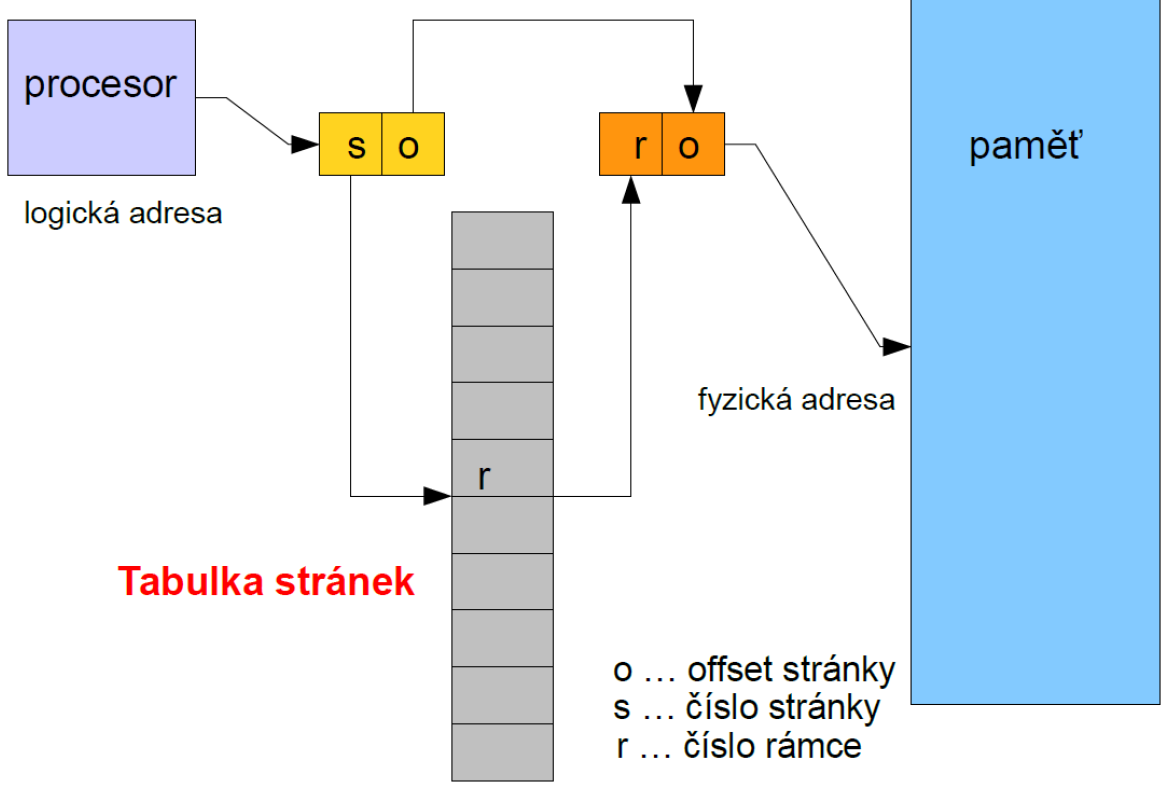 procesor
s o
r o
paměť
logická adresa
fyzická adresa
r
Tabulka stránek
o … offset stránky
s … číslo stránky
r … číslo rámce